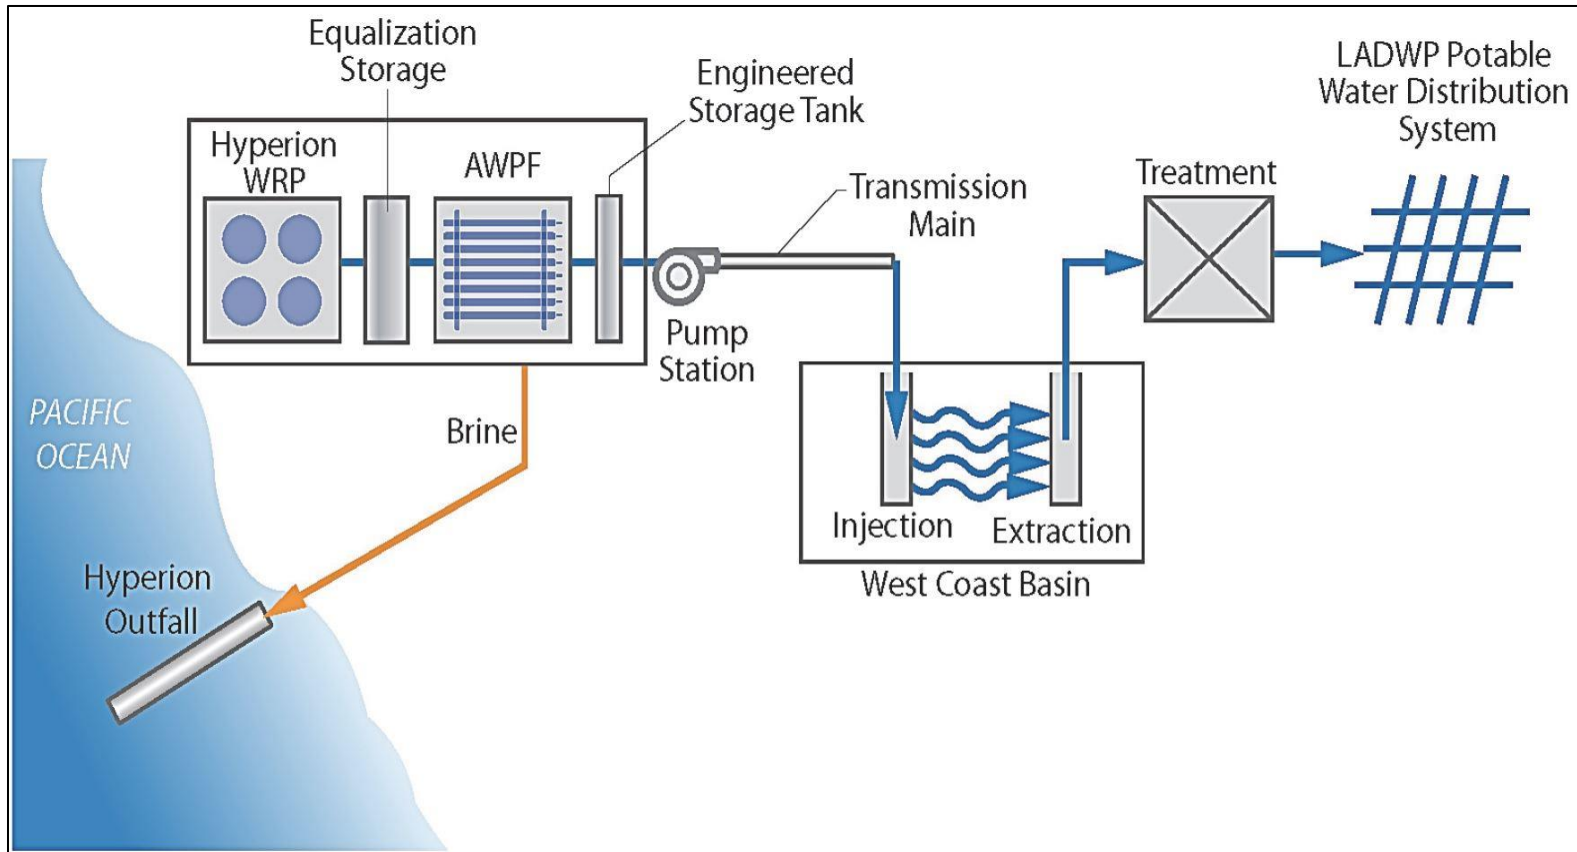 Equalization
Storage
Engineered
Storage Tank
LADWP Potable
Water Distribution
System
Hyperion
WRP
AWPF
Treatment
Transmission
Main
Pump
Station
PACIFIC
OCEAN
Brine
Injection
Extraction
West Coast Basin
Hyperion
Outfall